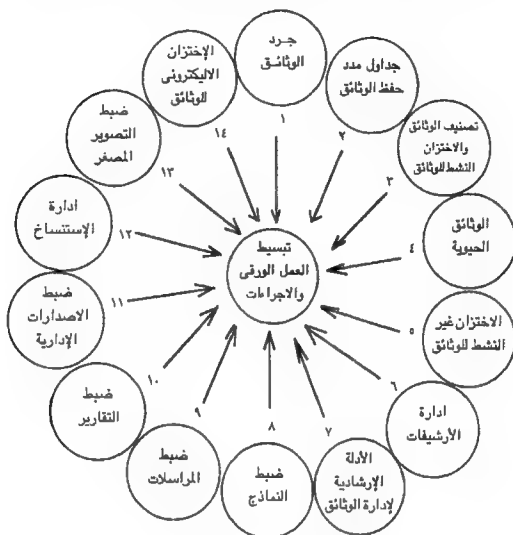 جـرد
الوثائـق
١
جداول مدد
حفظ الوثائق
٢
تصنيف الوثائق
والاختزان
النشط للوثائق
٣
الوثائق
الحيوية
٤
الاختزان غير
النشط للوثائق
٥
ادارة
الأرشيفات
٦
الأدلة
الإرشادية
لإدارة الوثائق
٧
ضبط
النماذج
٨
ضبط
المراسلات
٩
ضبط
التقارير
١٠
ضبط
الاصدارات
الإدارية
١١
ادارة
الإستنساخ
١٢
ضبط
التصوير
المصغر
١٣
الإختزان
الاليكترونى
للوثائق
١٤
تبسيط
العمل الورقى
والاجراءات